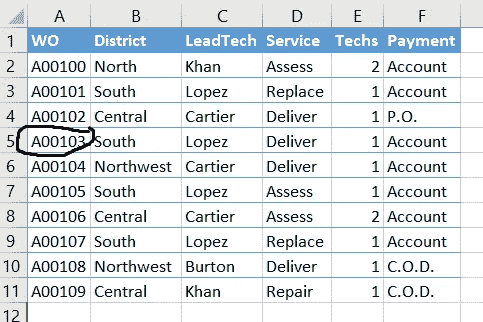 A B C D E F
1 WO District LeadTech Service Techs Payment
2 A00100 North Khan Assess 2 Account
3 A00101 South Lopez Replace 1 Account
4 A00102 Central Cartier Deliver 1 P.O.
5 A00103 South Lopez Deliver 1 Account
6 A00104 Northwest Cartier Deliver 1 Account
7 A00105 South Lopez Assess 1 Account
8 A00106 Central Cartier Assess 2 Account
9 A00107 South Lopez Replace 1 Account
10 A00108 Northwest Burton Deliver 1 C.O.D.
11 A00109 Central Khan Repair 1 C.O.D.
12